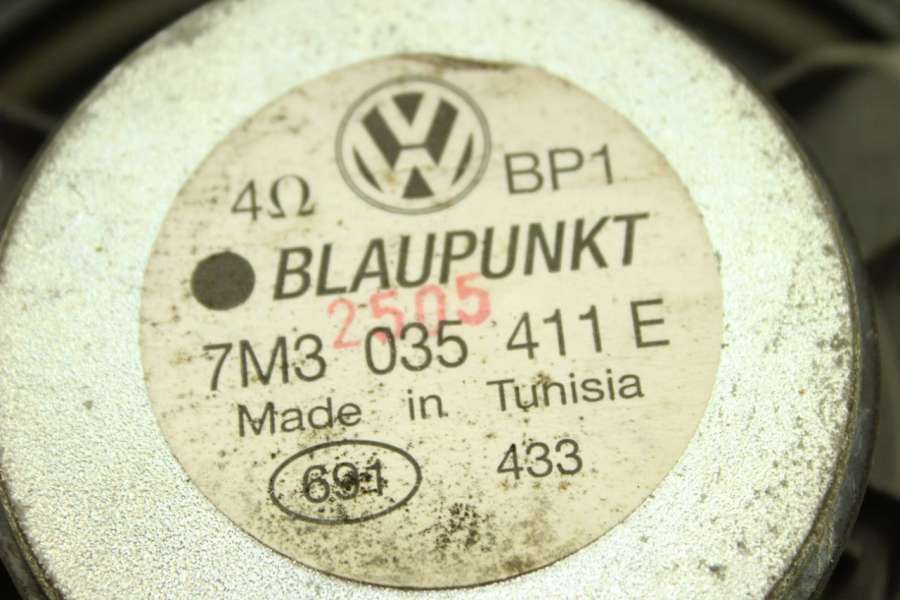 4Ω BP1
BLAUPUNKT
2505
7M3 035 411 E
Made in Tunisia
691 433